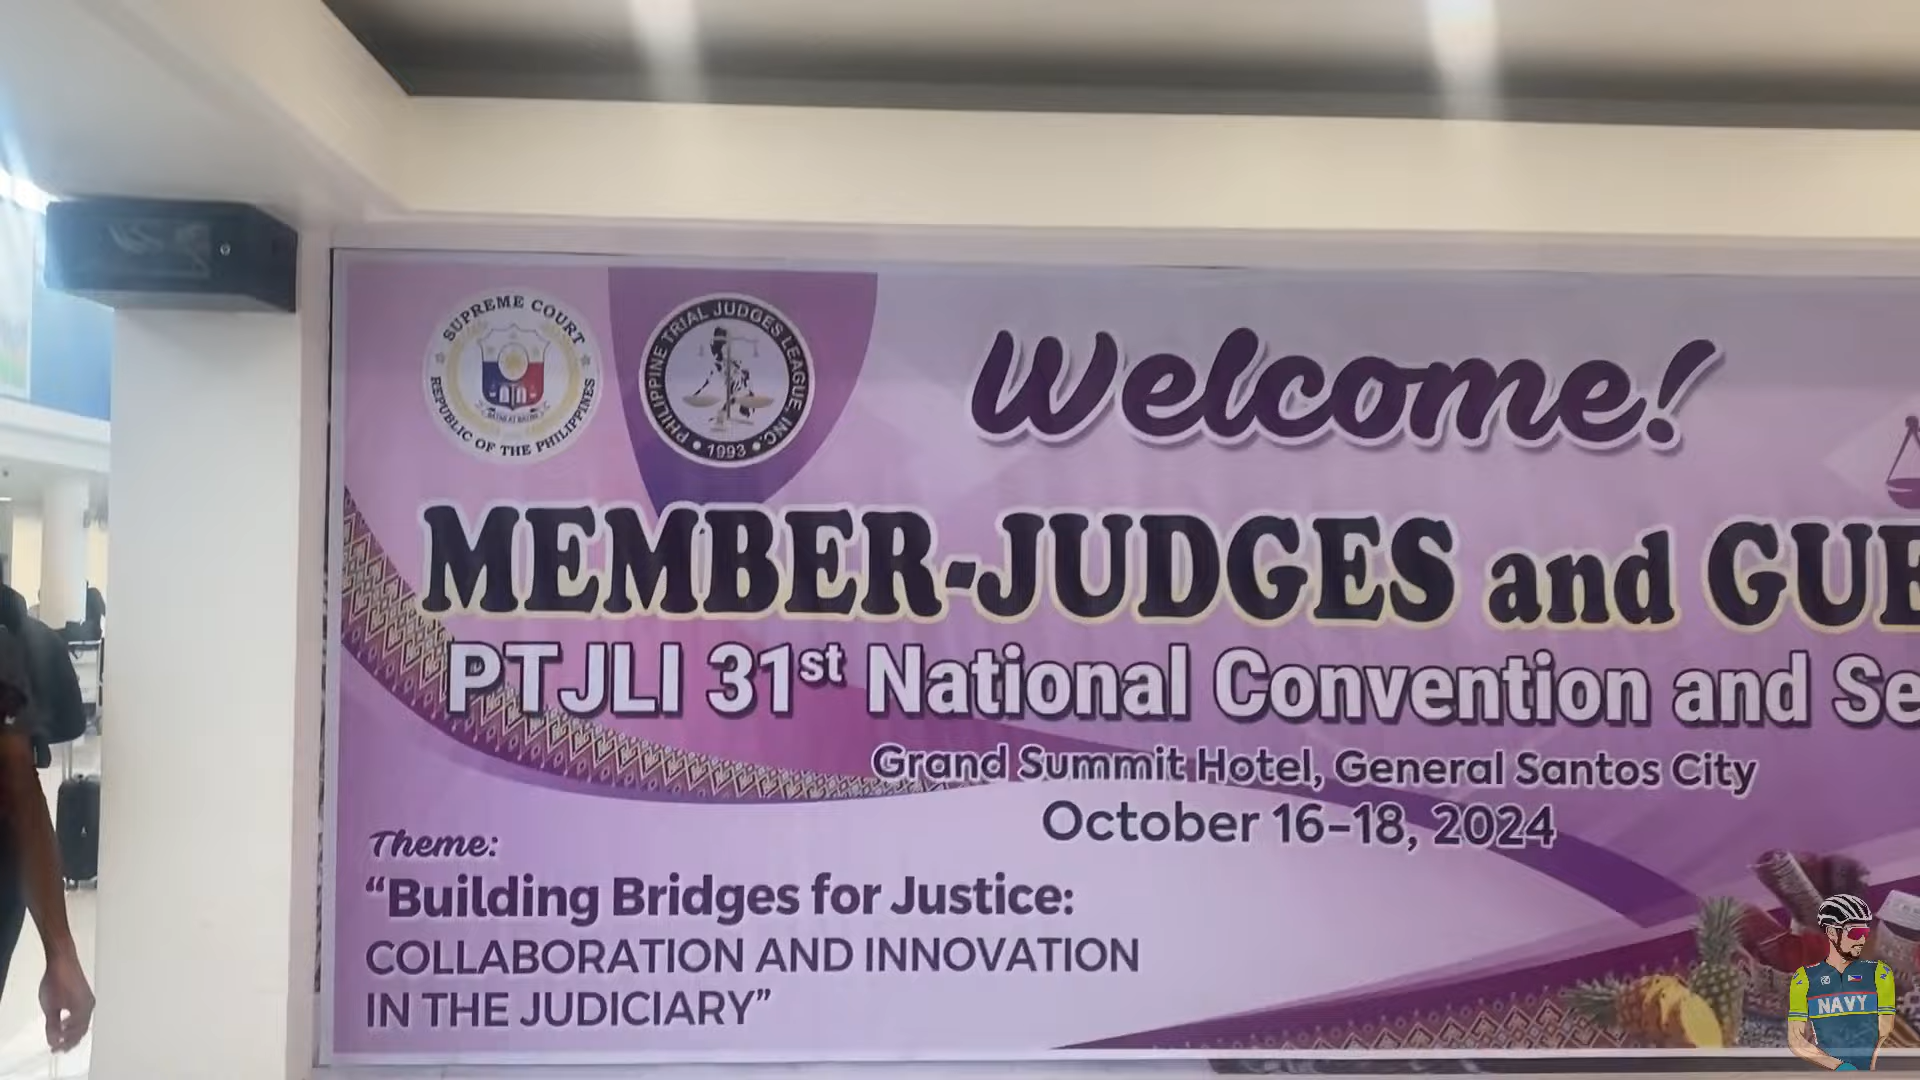 SUPREME COURT
REPUBLIC OF THE PHILIPPINES
PHILIPPINE TRIAL JUDGES LEAGUE, INC.
1993
Welcome!
MEMBER-JUDGES and GUE
PTJLI 31st National Convention and Se
Grand Summit Hotel, General Santos City
October 16-18, 2024
Theme:
“Building Bridges for Justice:
COLLABORATION AND INNOVATION
IN THE JUDICIARY”
NAVY